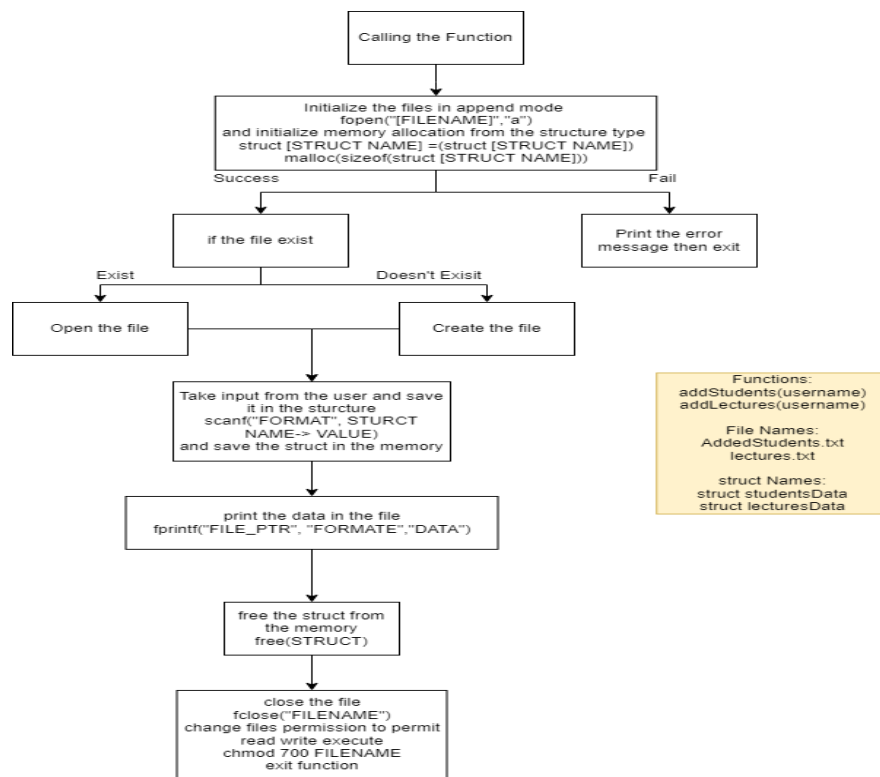 Calling the Function
Initialize the files in append mode
fopen("[FILENAME]","a")
and initialize memory allocation from the structure type
struct [STRUCT NAME] =(struct [STRUCT NAME])
malloc(sizeof(struct [STRUCT NAME]))
Success
Fail
if the file exist
Print the error
message then exit
Exist
Doesn't Exisit
Open the file
Create the file
Take input from the user and save
it in the sturcture
scanf("FORMAT", STURCT
NAME-> VALUE)
and save the struct in the memory
Functions:
addStudents(username)
addLectures(username)
File Names:
AddedStudents.txt
lectures.txt
struct Names:
struct studentsData
struct lecturesData
print the data in the file
fprintf("FILE_PTR", "FORMATE","DATA")
free the struct from
the memory
free(STRUCT)
close the file
fclose("FILENAME")
change files permission to permit
read write execute
chmod 700 FILENAME
exit function